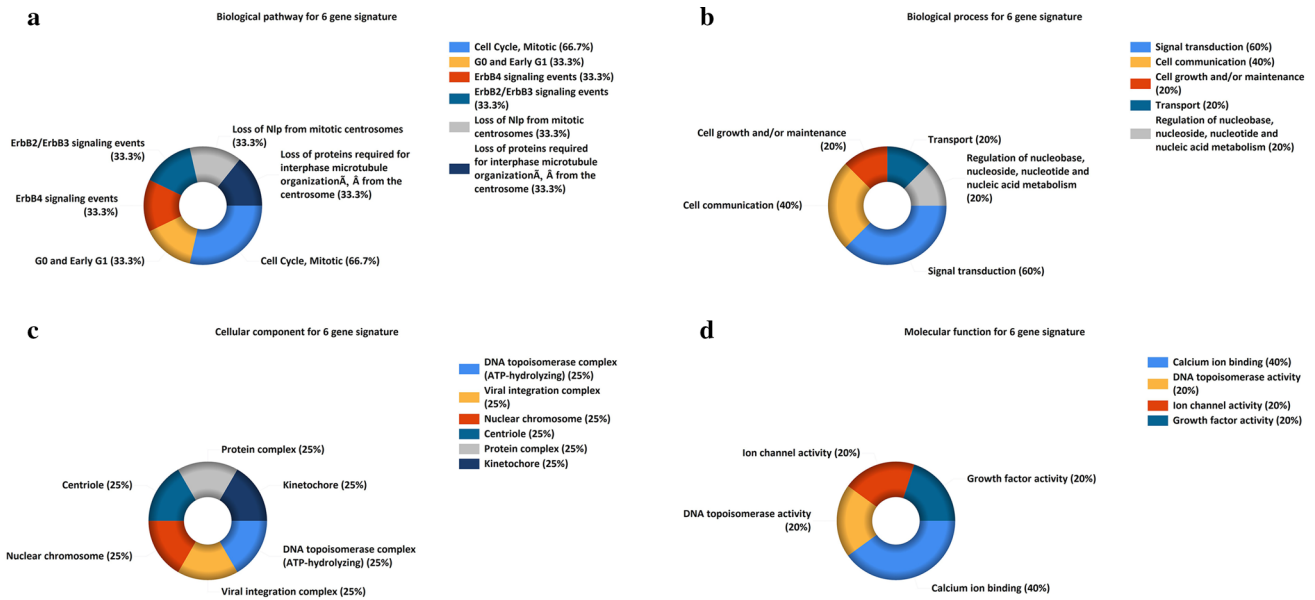 a
Biological pathway for 6 gene signature
Cell Cycle, Mitotic (66.7%)
G0 and Early G1 (33.3%)
ErbB4 signaling events (33.3%)
ErbB2/ErbB3 signaling events
(33.3%)
Loss of Nlp from mitotic
centrosomes (33.3%)
Loss of proteins required
for interphase microtubule
organizationÃ, Â from the
centrosome (33.3%)
Loss of Nlp from mitotic centrosomes
(33.3%)
Loss of proteins required for
interphase microtubule
organizationÃ, Â from the
centrosome (33.3%)
ErbB2/ErbB3 signaling events
(33.3%)
ErbB4 signaling events
(33.3%)
G0 and Early G1 (33.3%)
Cell Cycle, Mitotic (66.7%)
b
Biological process for 6 gene signature
Signal transduction (60%)
Cell communication (40%)
Cell growth and/or maintenance
(20%)
Transport (20%)
Regulation of nucleobase,
nucleoside, nucleotide and
nucleic acid metabolism (20%)
Cell growth and/or maintenance
(20%)
Transport (20%)
Regulation of nucleobase,
nucleoside, nucleotide and
nucleic acid metabolism
(20%)
Cell communication (40%)
Signal transduction (60%)
c
Cellular component for 6 gene signature
DNA topoisomerase complex
(ATP-hydrolyzing) (25%)
Viral integration complex
(25%)
Nuclear chromosome (25%)
Centriole (25%)
Protein complex (25%)
Kinetochore (25%)
Protein complex (25%)
Centriole (25%)
Kinetochore (25%)
Nuclear chromosome (25%)
DNA topoisomerase complex
(ATP-hydrolyzing) (25%)
Viral integration complex (25%)
d
Molecular function for 6 gene signature
Calcium ion binding (40%)
DNA topoisomerase activity
(20%)
Ion channel activity (20%)
Growth factor activity (20%)
Ion channel activity (20%)
Growth factor activity (20%)
DNA topoisomerase activity
(20%)
Calcium ion binding (40%)